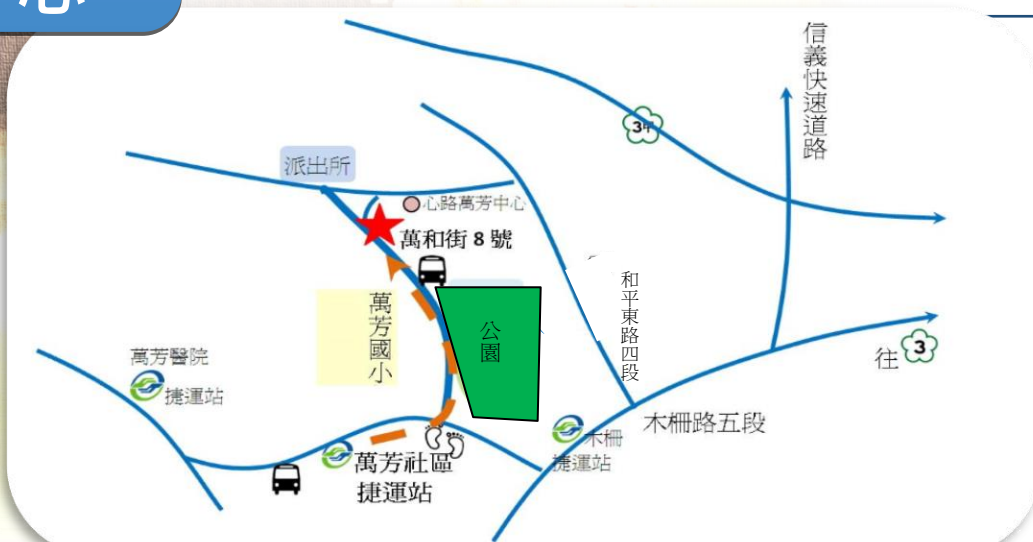 心
信義快速道路
3甲
派出所
心路萬芳中心
萬和街 8 號
和平東路四段
萬芳國小
公園
往 3
萬芳醫院
捷運站
木柵路五段
木柵
捷運站
萬芳社區
捷運站